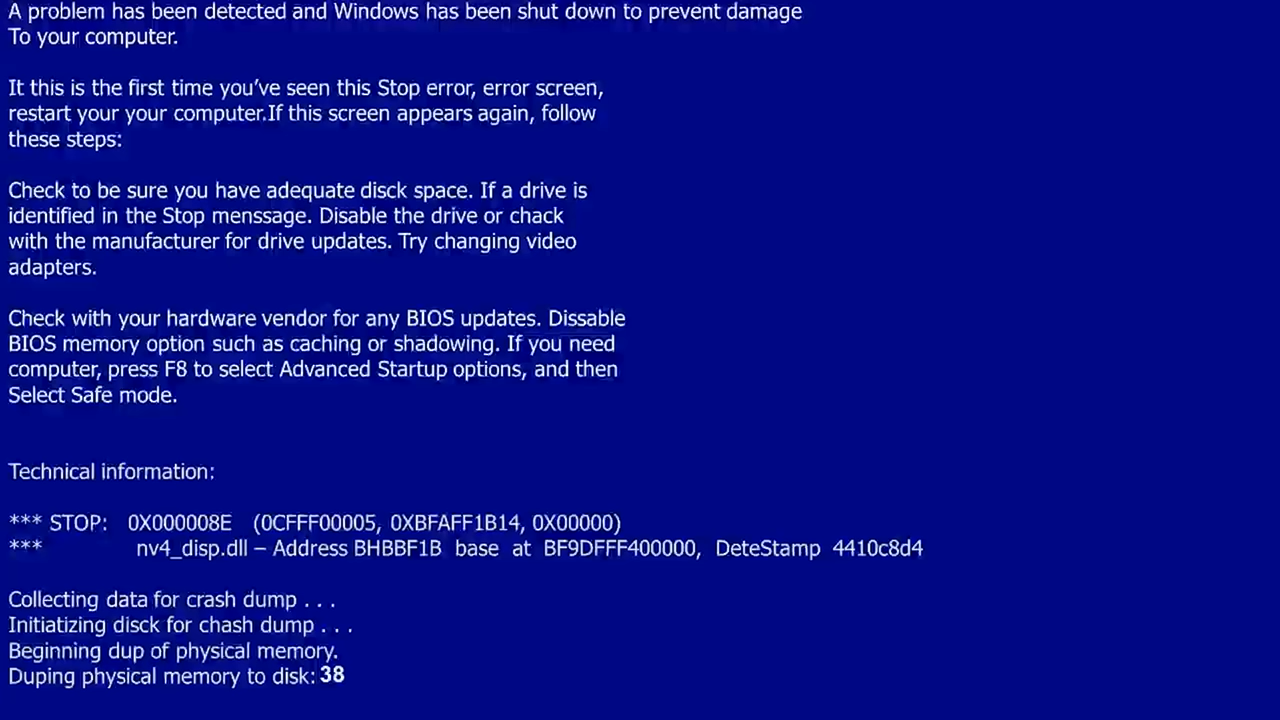 A problem has been detected and Windows has been shut down to prevent damage
To your computer.
It this is the first time you've seen this Stop error, error screen,
restart your your computer.If this screen appears again, follow
these steps:
Check to be sure you have adequate disck space. If a drive is
identified in the Stop menssage. Disable the drive or chack
with the manufacturer for drive updates. Try changing video
adapters.
Check with your hardware vendor for any BIOS updates. Dissable
BIOS memory option such as caching or shadowing. If you need
computer, press F8 to select Advanced Startup options, and then
Select Safe mode.
Technical information:
*** STOP: 0X000008E (0CFFF00005, 0XBFAFF1B14, 0X00000)
*** nv4_disp.dll – Address BHBBF1B base at BF9DFFF400000, DeteStamp 4410c8d4
Collecting data for crash dump . . .
Initiatizing disck for chash dump . . .
Beginning dup of physical memory.
Duping physical memory to disk: 38